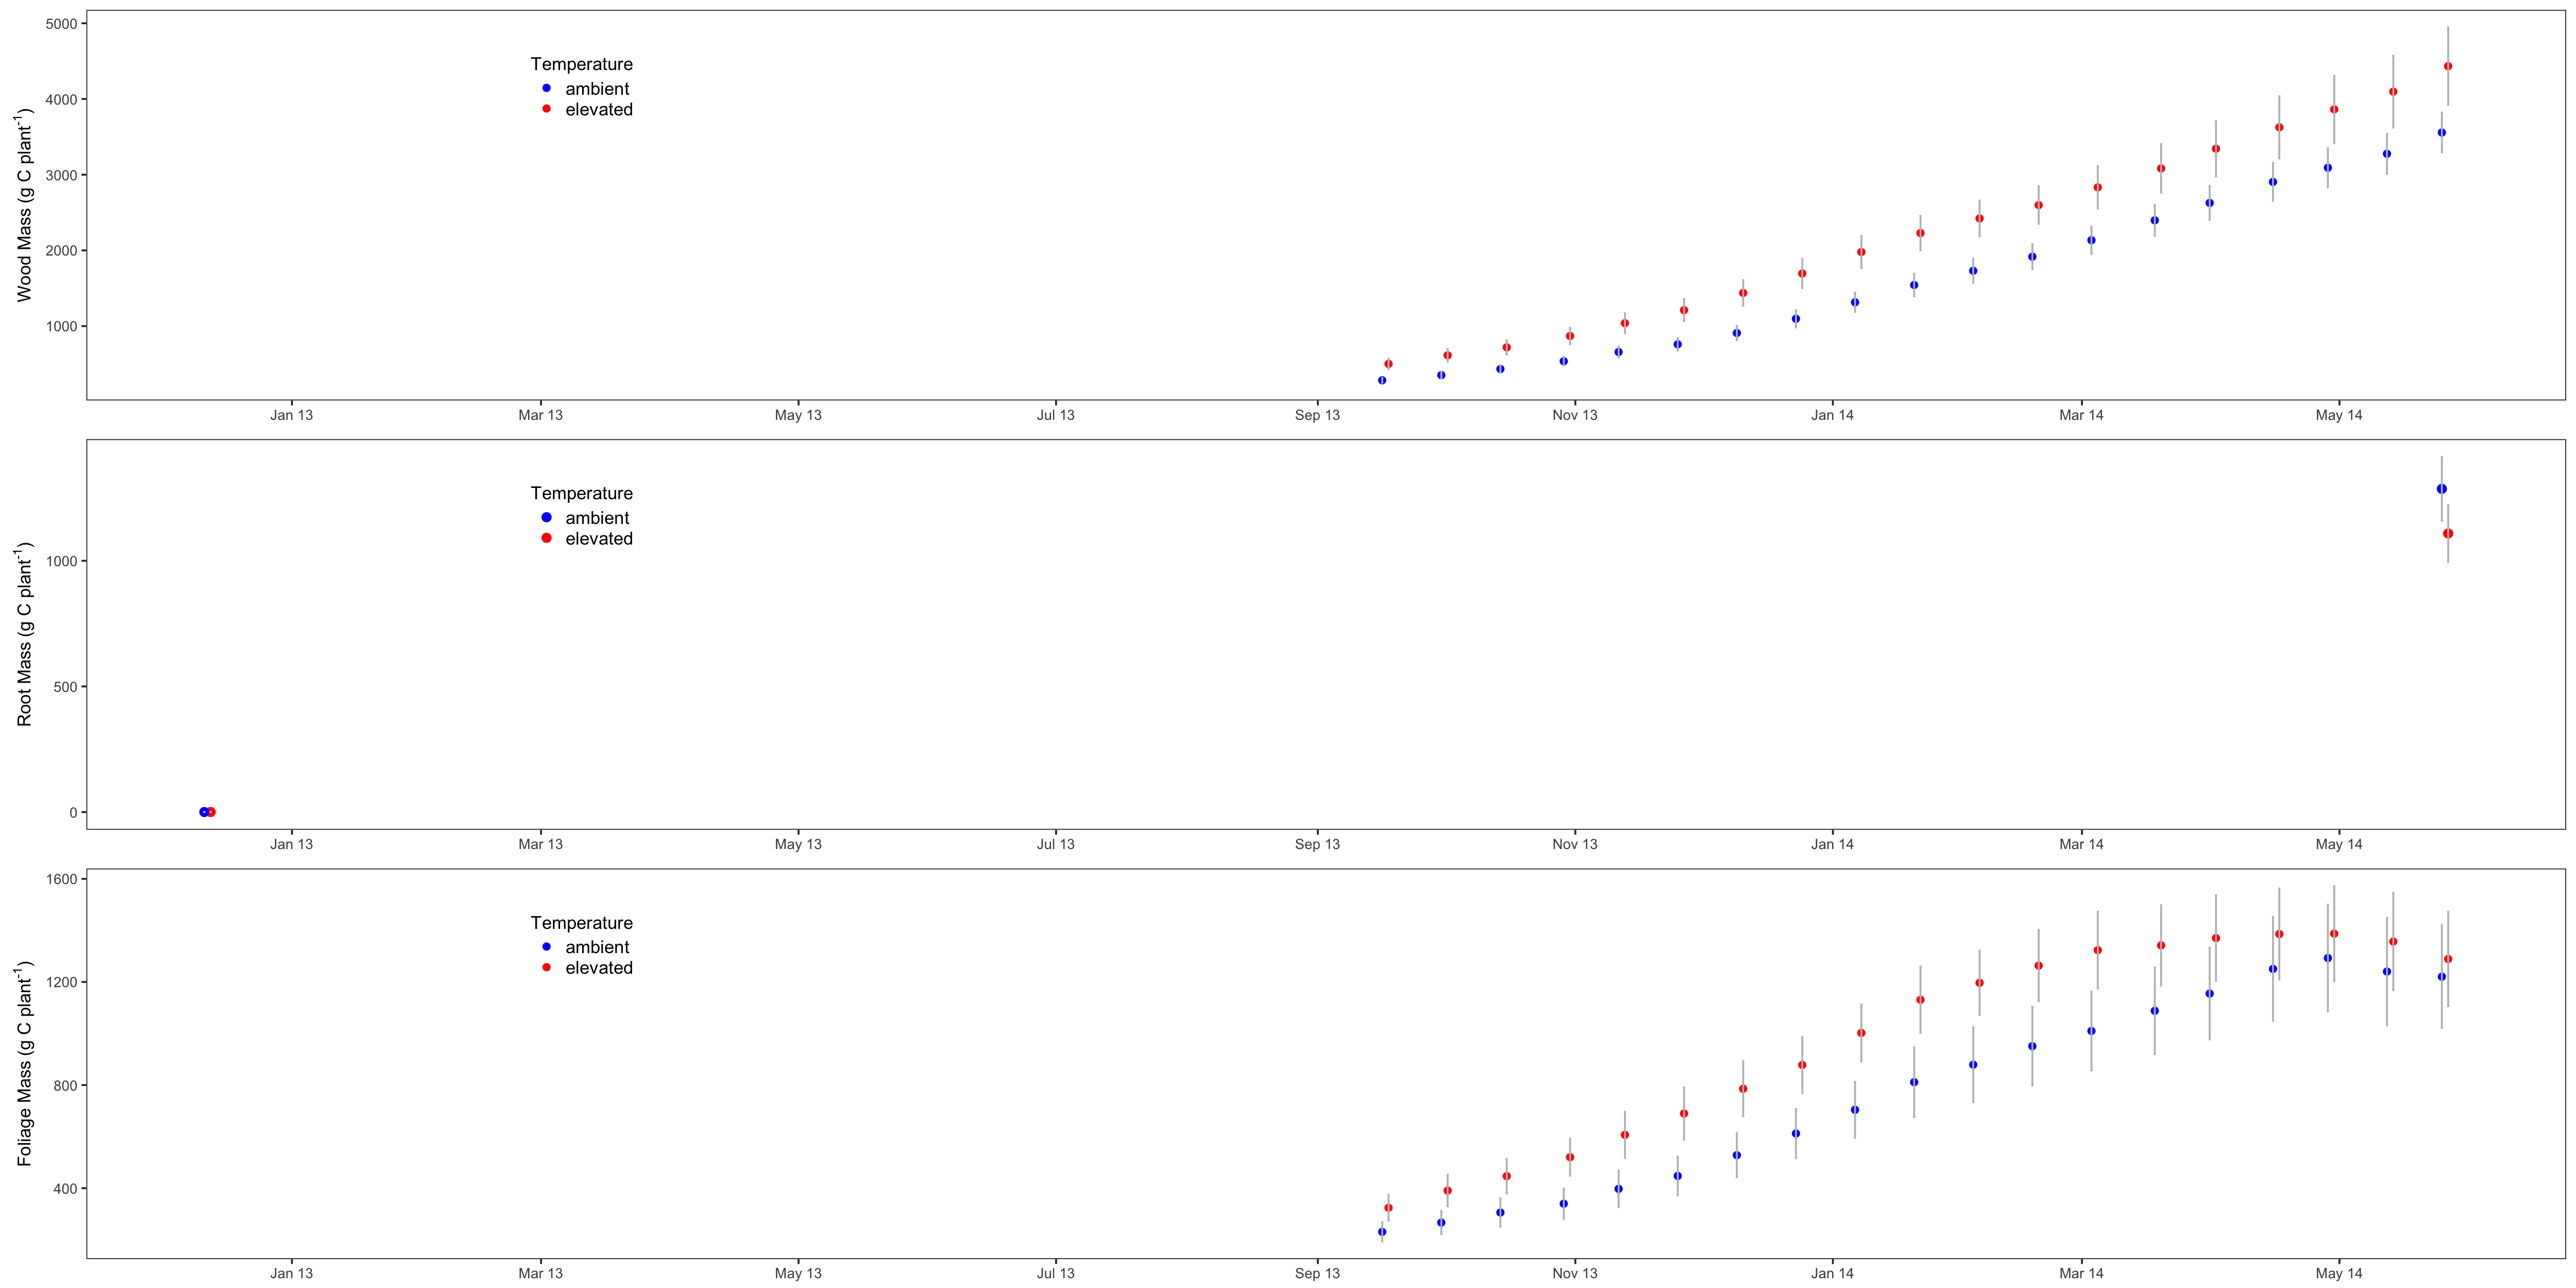 5000
4000
3000
2000
1000
Wood Mass (g C plant⁻¹)
Temperature
ambient
elevated
Jan 13 Mar 13 May 13 Jul 13 Sep 13 Nov 13 Jan 14 Mar 14 May 14
1000
500
0
Root Mass (g C plant⁻¹)
Temperature
ambient
elevated
Jan 13 Mar 13 May 13 Jul 13 Sep 13 Nov 13 Jan 14 Mar 14 May 14
1600
1200
800
400
Foliage Mass (g C plant⁻¹)
Temperature
ambient
elevated
Jan 13 Mar 13 May 13 Jul 13 Sep 13 Nov 13 Jan 14 Mar 14 May 14